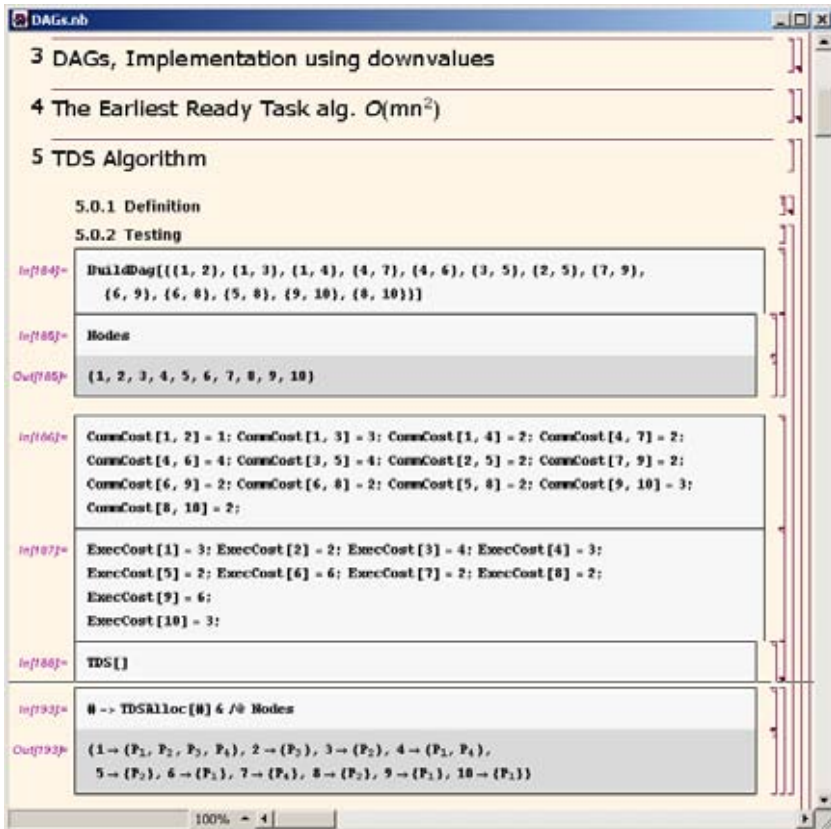 DAGs.nb
3 DAGs, Implementation using downvalues
4 The Earliest Ready Task alg. O(mn²)
5 TDS Algorithm
5.0.1 Definition
5.0.2 Testing
In[184]:= BuildDag[{{1, 2}, {1, 3}, {1, 4}, {4, 7}, {4, 6}, {3, 5}, {2, 5}, {7, 9},
{6, 9}, {6, 8}, {5, 8}, {9, 10}, {8, 10}}]
In[185]:= Nodes
Out[185]= {1, 2, 3, 4, 5, 6, 7, 8, 9, 10}
In[186]:= CommCost[1, 2] = 1; CommCost[1, 3] = 3; CommCost[1, 4] = 2; CommCost[4, 7] = 2;
CommCost[4, 6] = 4; CommCost[3, 5] = 4; CommCost[2, 5] = 2; CommCost[7, 9] = 2;
CommCost[6, 9] = 2; CommCost[6, 8] = 2; CommCost[5, 8] = 2; CommCost[9, 10] = 3;
CommCost[8, 10] = 2;
In[187]:= ExecCost[1] = 3; ExecCost[2] = 2; ExecCost[3] = 4; ExecCost[4] = 3;
ExecCost[5] = 2; ExecCost[6] = 6; ExecCost[7] = 2; ExecCost[8] = 2;
ExecCost[9] = 6;
ExecCost[10] = 3;
In[188]:= TDS[]
In[193]:= # -> TDSAlloc[#] & /@ Nodes
Out[193]= {1 → {P₁, P₂, P₃, P₄}, 2 → {P₃}, 3 → {P₂}, 4 → {P₁, P₄},
5 → {P₂}, 6 → {P₁}, 7 → {P₄}, 8 → {P₂}, 9 → {P₁}, 10 → {P₁}}
100%